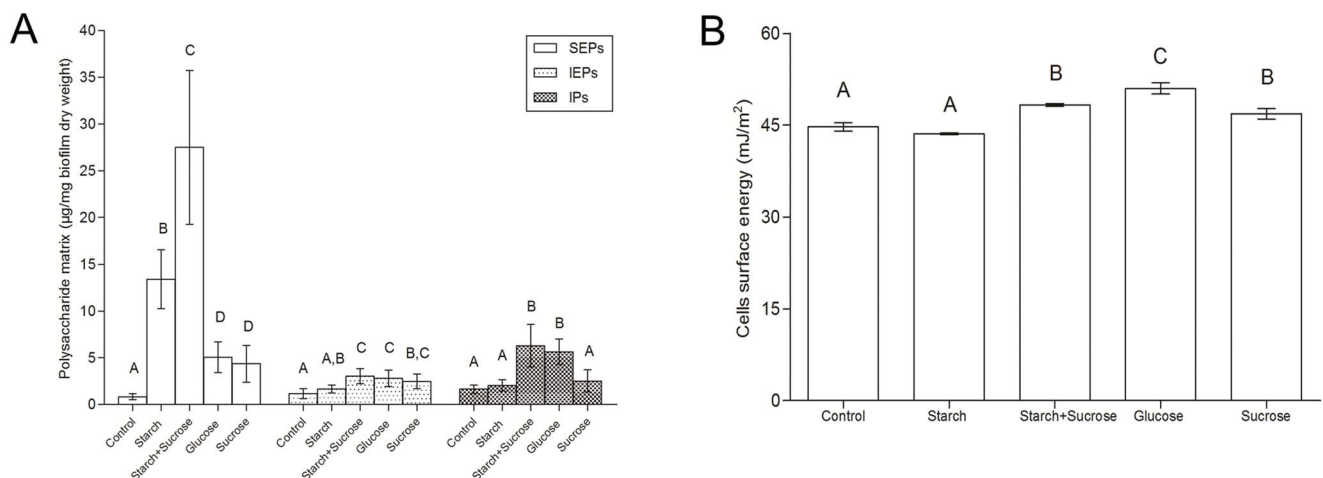 A
Polysaccharide matrix (µg/mg biofilm dry weight)
40
35
30
25
20
15
10
5
0
SEPs
IEPs
IPs
A
B
C
D
D
A
A,B
C
C
B,C
A
A
B
B
A
Control
Starch
Starch+Sucrose
Glucose
Sucrose
Control
Starch
Starch+Sucrose
Glucose
Sucrose
Control
Starch
Starch+Sucrose
Glucose
Sucrose
B
Cells surface energy (mJ/m²)
60
45
30
15
0
A
A
B
C
B
Control
Starch
Starch+Sucrose
Glucose
Sucrose